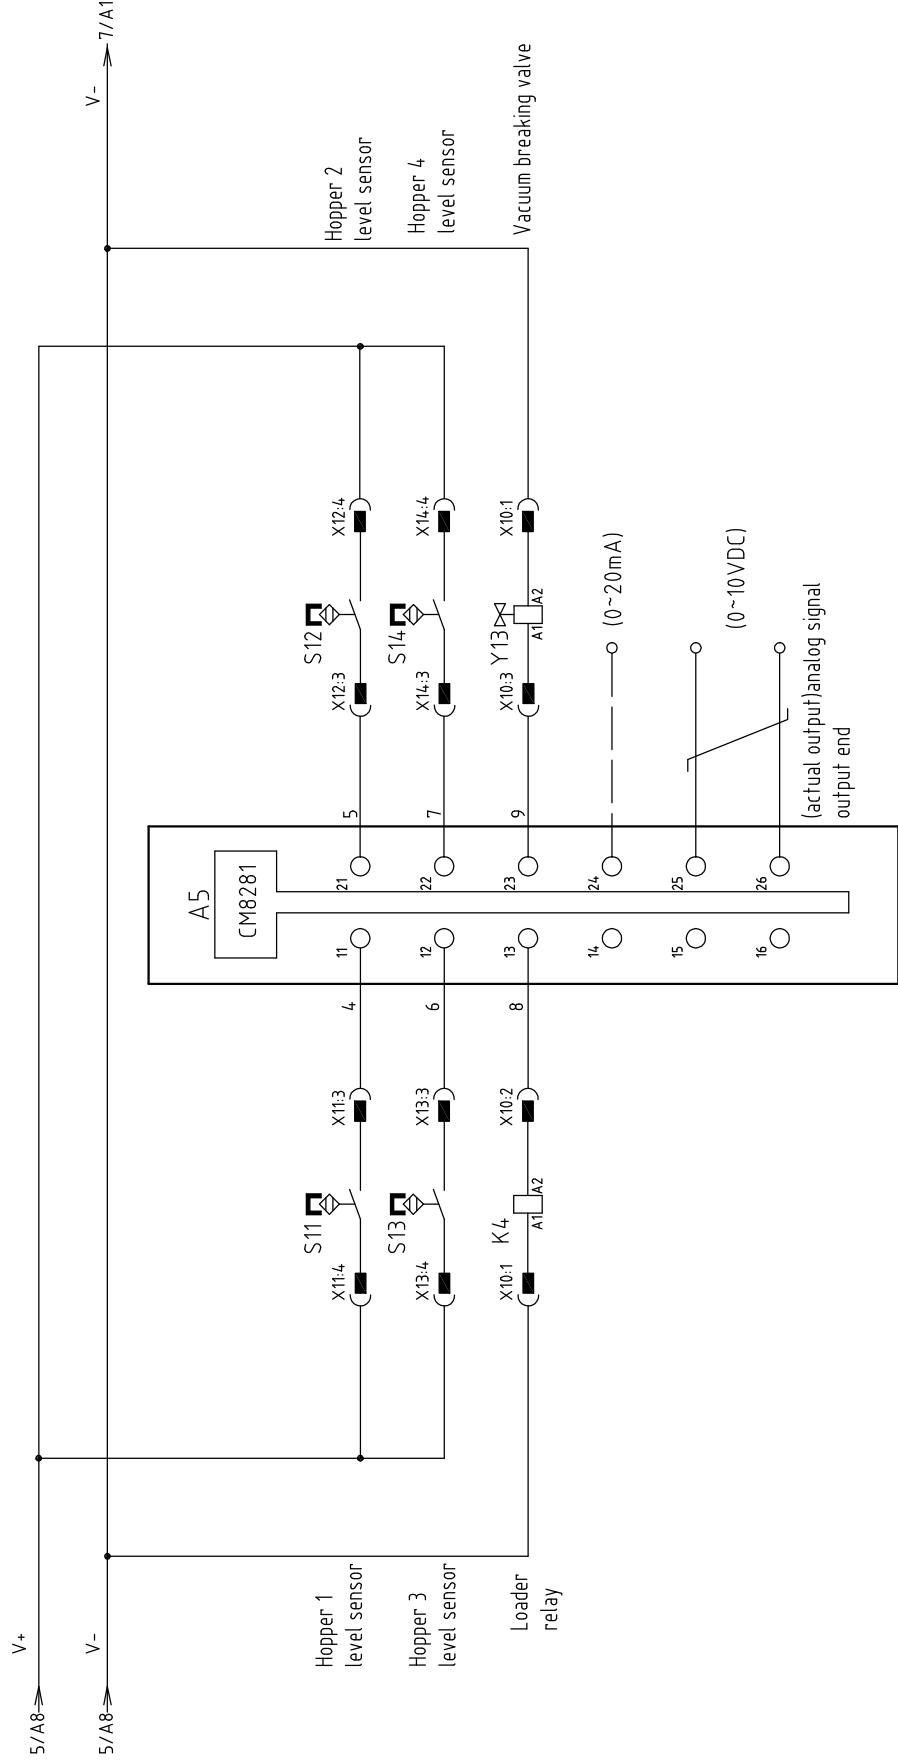 5/A8
V+
5/A8
V-
V-
7/A1
Hopper 1
level sensor
Hopper 3
level sensor
Loader
relay
X11:4
S11
X11:3
4
X13:4
S13
X13:3
6
X10:1
K4
A1
A2
X10:2
8
A5
CM8281
11
21
12
22
13
23
14
24
15
25
16
26
5
X12:3
S12
X12:4
7
X14:3
S14
X14:4
9
X10:3
Y13
A1
A2
X10:1
Hopper 2
level sensor
Hopper 4
level sensor
Vacuum breaking valve
(0~20mA)
(0~10VDC)
(actual output)analog signal
output end